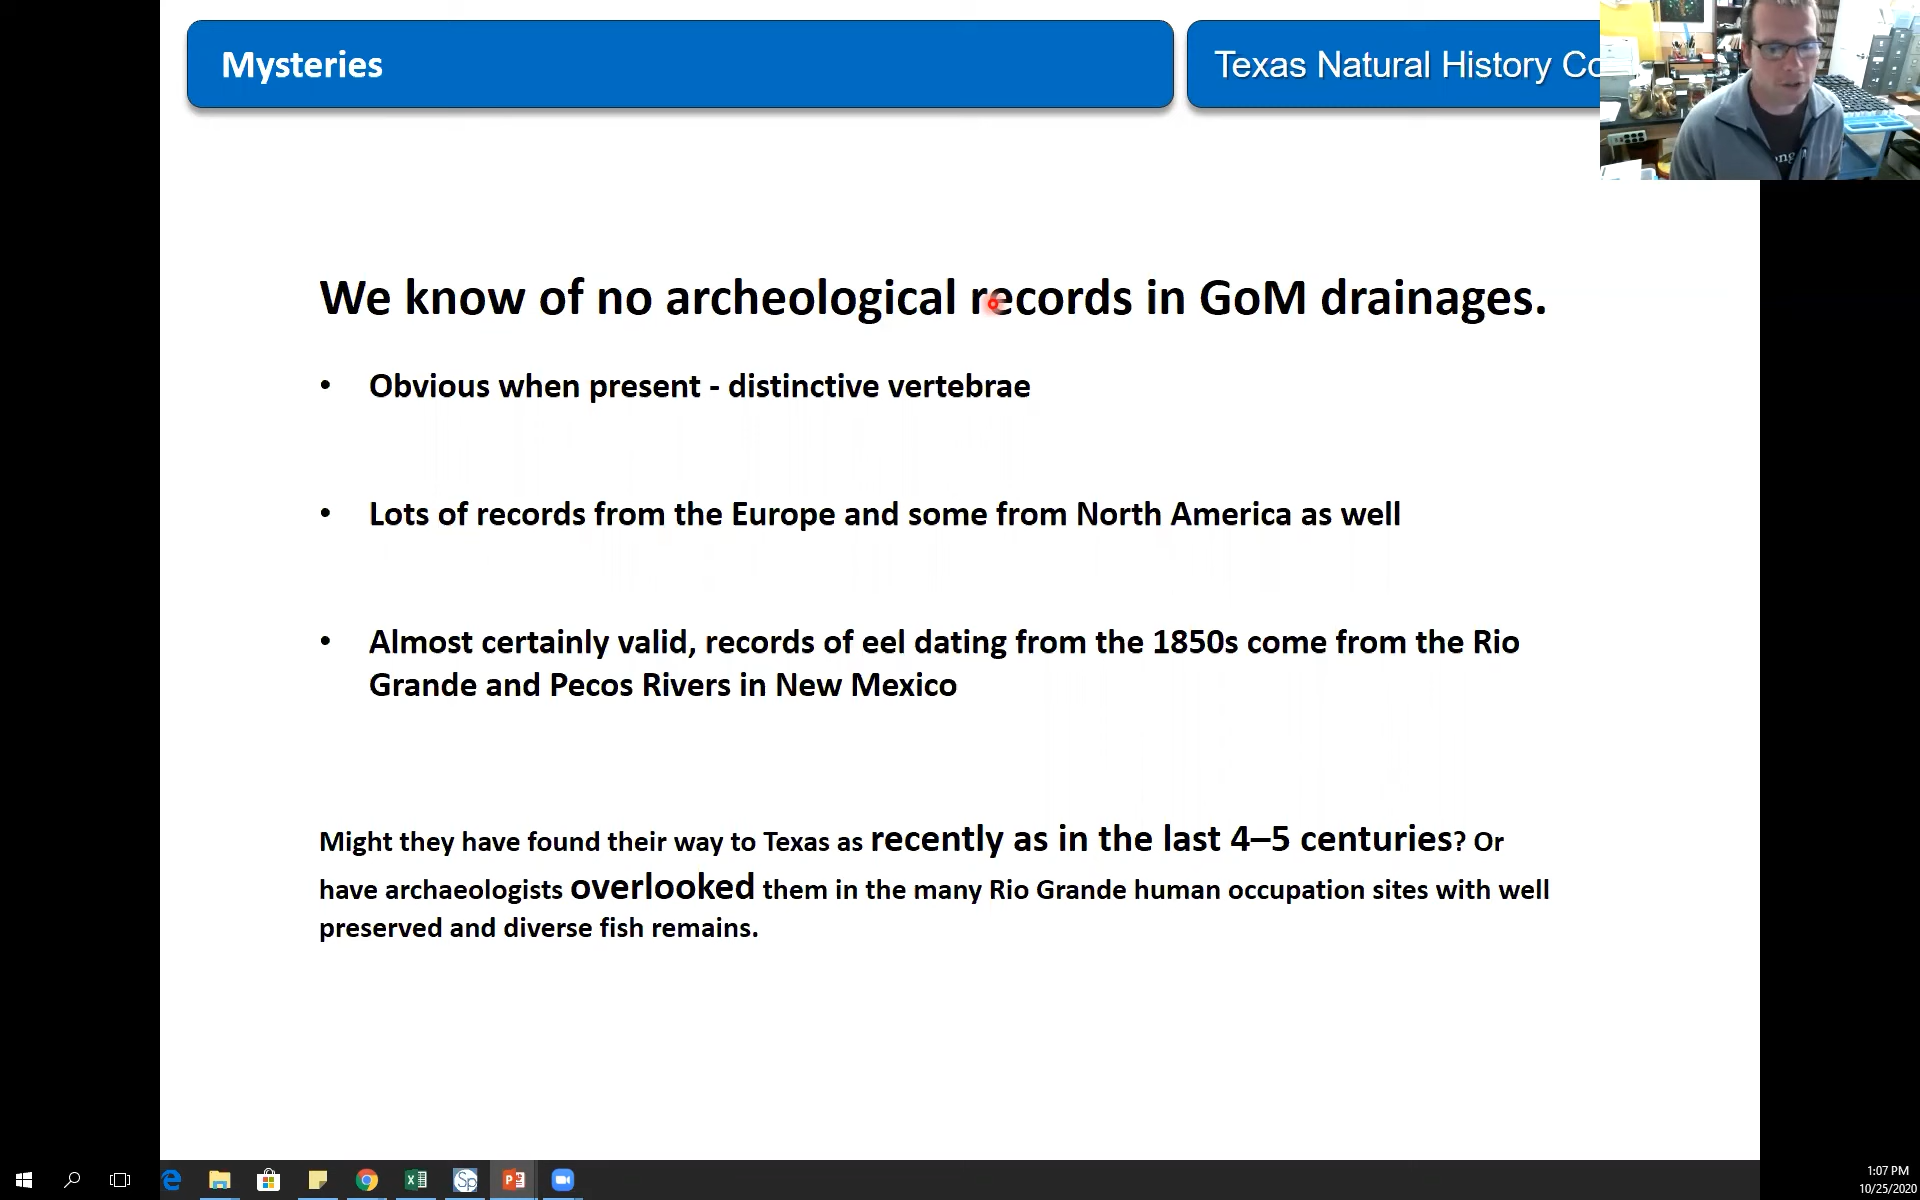 Mysteries
Texas Natural History Co
We know of no archeological records in GoM drainages.
• Obvious when present - distinctive vertebrae
• Lots of records from the Europe and some from North America as well
• Almost certainly valid, records of eel dating from the 1850s come from the Rio
Grande and Pecos Rivers in New Mexico
Might they have found their way to Texas as recently as in the last 4–5 centuries? Or
have archaeologists overlooked them in the many Rio Grande human occupation sites with well
preserved and diverse fish remains.
Sp
1:07 PM
10/25/2020